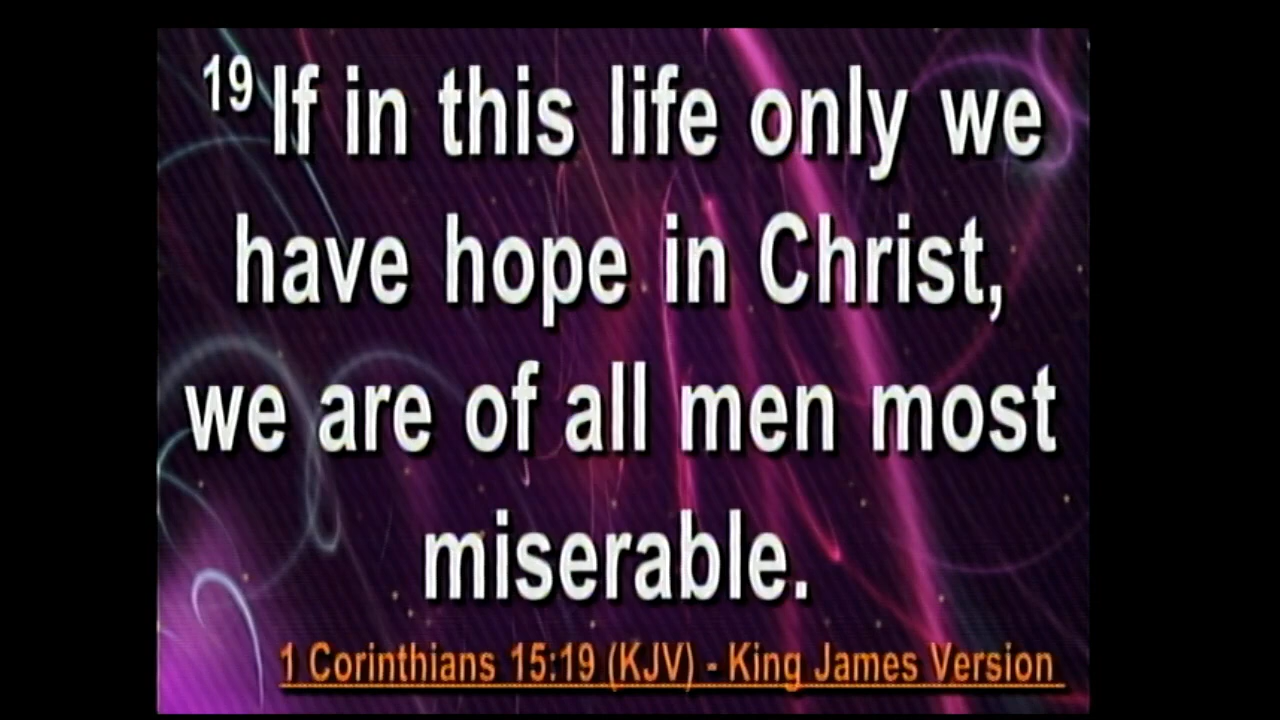 19 If in this life only we
have hope in Christ,
we are of all men most
miserable.
1 Corinthians 15:19 (KJV) - King James Version